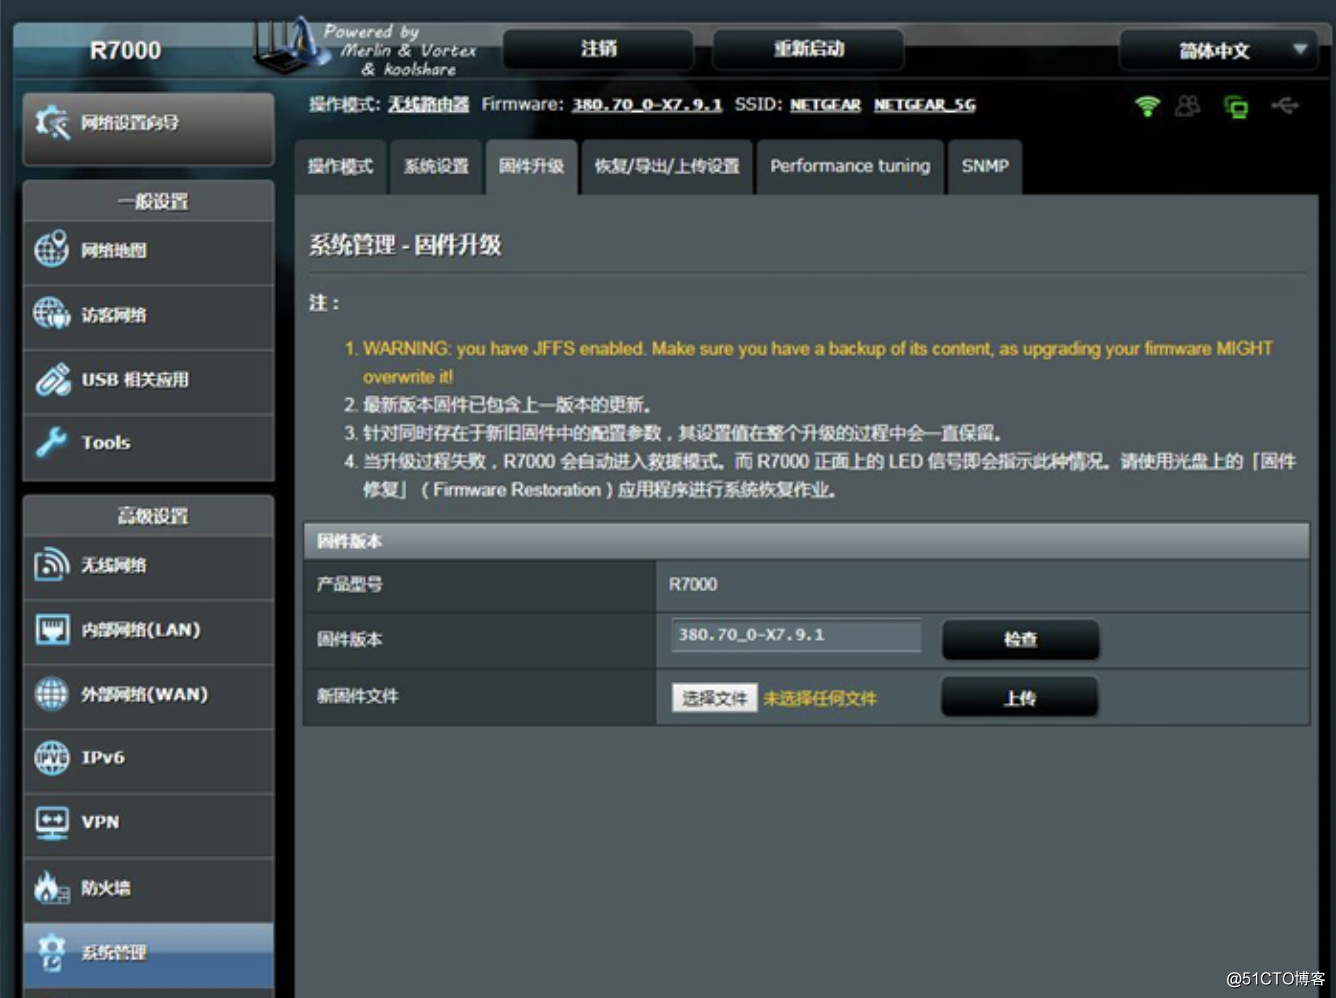 R7000
Powered by
Merlin & Vortex
& koolshare
注销
重新启动
简体中文
操作模式: 无线路由器 Firmware: 380.70_0-X7.9.1 SSID: NETGEAR NETGEAR_5G
网络设置向导
一般设置
网络地图
访客网络
USB 相关应用
Tools
高级设置
无线网络
内部网络(LAN)
外部网络(WAN)
IPv6
VPN
防火墙
系统管理
操作模式 系统设置 固件升级 恢复/导出/上传设置 Performance tuning SNMP
系统管理 - 固件升级
注：
1. WARNING: you have JFFS enabled. Make sure you have a backup of its content, as upgrading your firmware MIGHT
overwrite it!
2. 最新版本固件已包含上一版本的更新。
3. 针对同时存在于新旧固件中的配置参数，其设置值在整个升级的过程中会一直保留。
4. 当升级过程失败，R7000 会自动进入救援模式。而 R7000 正面上的 LED 信号即会指示此种情况。请使用光盘上的「固件
修复」（Firmware Restoration）应用程序进行系统恢复作业。
固件版本
产品型号 R7000
固件版本 380.70_0-X7.9.1 检查
新固件文件 选择文件 未选择任何文件 上传
@51CTO博客